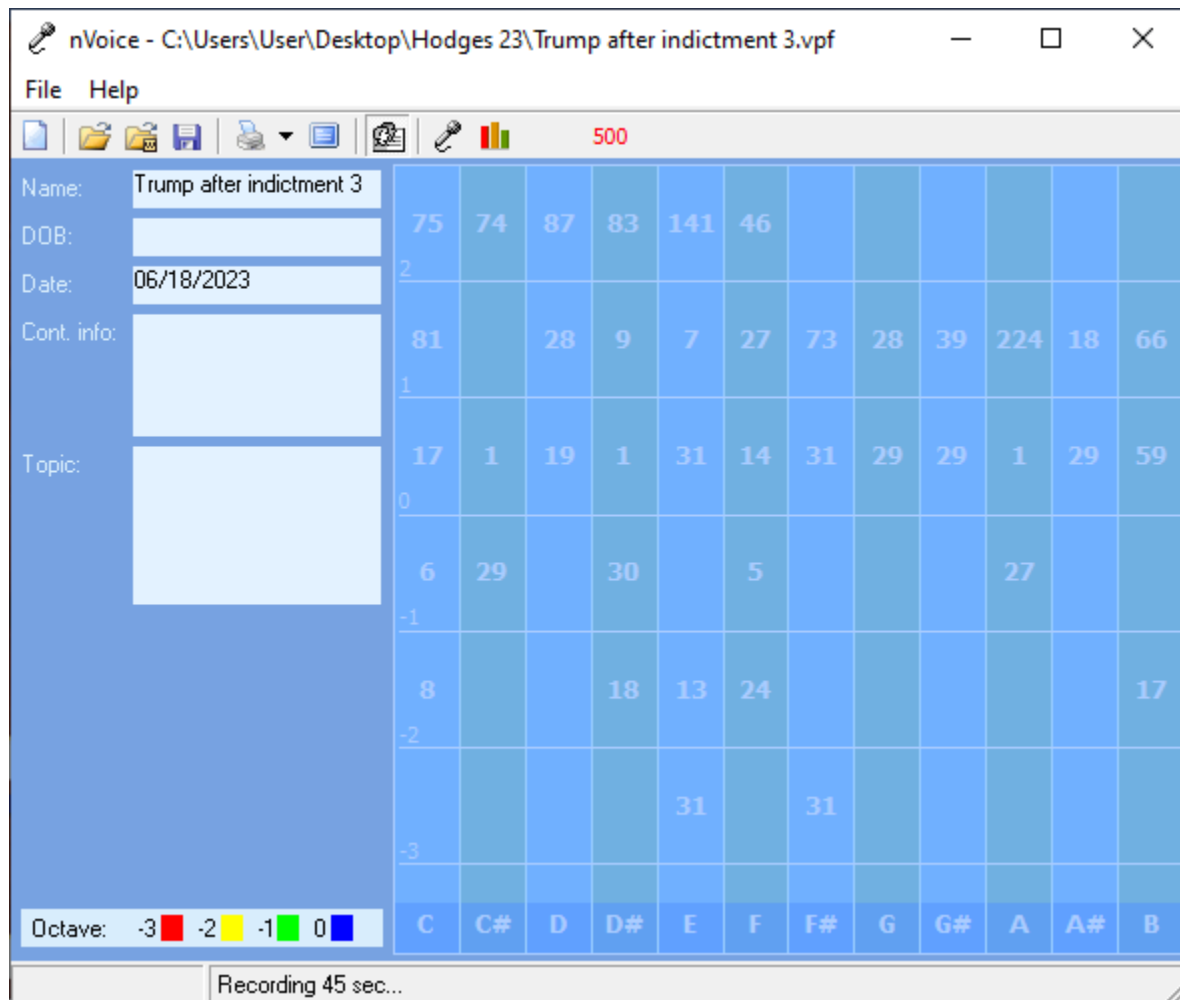 nVoice - C:\Users\User\Desktop\Hodges 23\Trump after indictment 3.vpf
File Help
500
Name: Trump after indictment 3
DOB:
Date: 06/18/2023
Cont. info:
Topic:
75 74 87 83 141 46
2
81 28 9 7 27 73 28 39 224 18 66
1
17 1 19 1 31 14 31 29 29 1 29 59
0
6 29 30 5 27
-1
8 18 13 24 17
-2
31 31
-3
Octave: -3 -2 -1 0
C C# D D# E F F# G G# A A# B
Recording 45 sec...